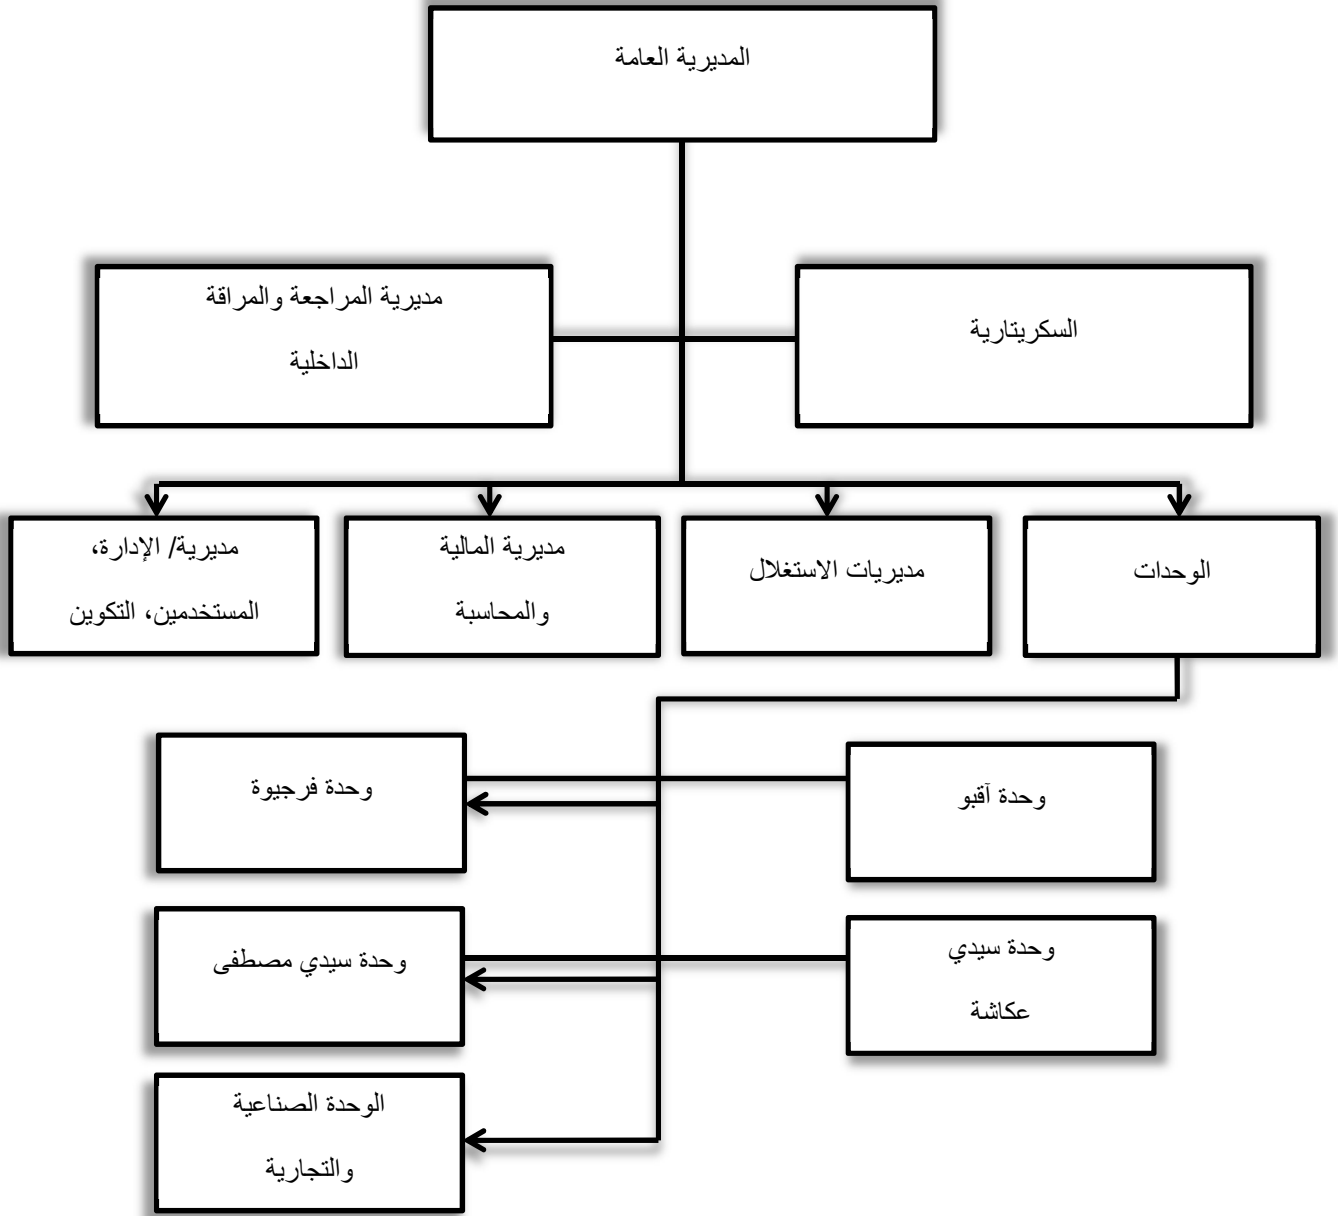 المديرية العامة
السكريتارية
مديرية المراجعة والمراقة
الداخلية
الوحدات
مديريات الاستغلال
مديرية المالية
والمحاسبة
مديرية/ الإدارة،
المستخدمين، التكوين
وحدة آقبو
وحدة فرجيوة
وحدة سيدي
عكاشة
وحدة سيدي مصطفى
الوحدة الصناعية
والتجارية